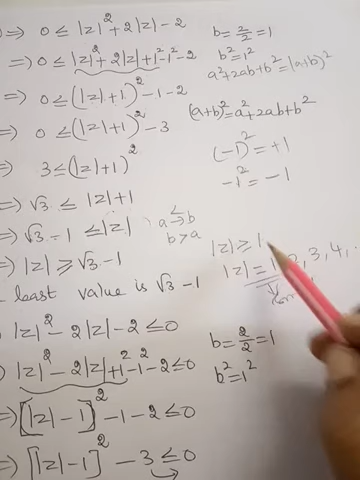 => 0 ≤ |z|² + 2|z| - 2
=> 0 ≤ |z|² + 2|z| + 1² - 1² - 2
=> 0 ≤ (|z| + 1)² - 1 - 2
=> 0 ≤ (|z| + 1)² - 3
=> 3 ≤ (|z| + 1)²
=> √3 ≤ |z| + 1
=> √3 - 1 ≤ |z|
=> |z| ≥ √3 - 1
least value is √3 - 1
|z|² - 2|z| - 2 ≤ 0
|z|² - 2|z| + 1² - 1² - 2 ≤ 0
=> [|z| - 1]² - 1 - 2 ≤ 0
=> [|z| - 1]² - 3 ≤ 0
b = 2/2 = 1
b² = 1²
a² + 2ab + b² = (a+b)²
(a+b)² = a² + 2ab + b²
(-1)² = +1
-1² = -1
a → b
b > a
|z| ≥ 1
|z| = 1, 2, 3, 4,
b = 2/2 = 1
b² = 1²